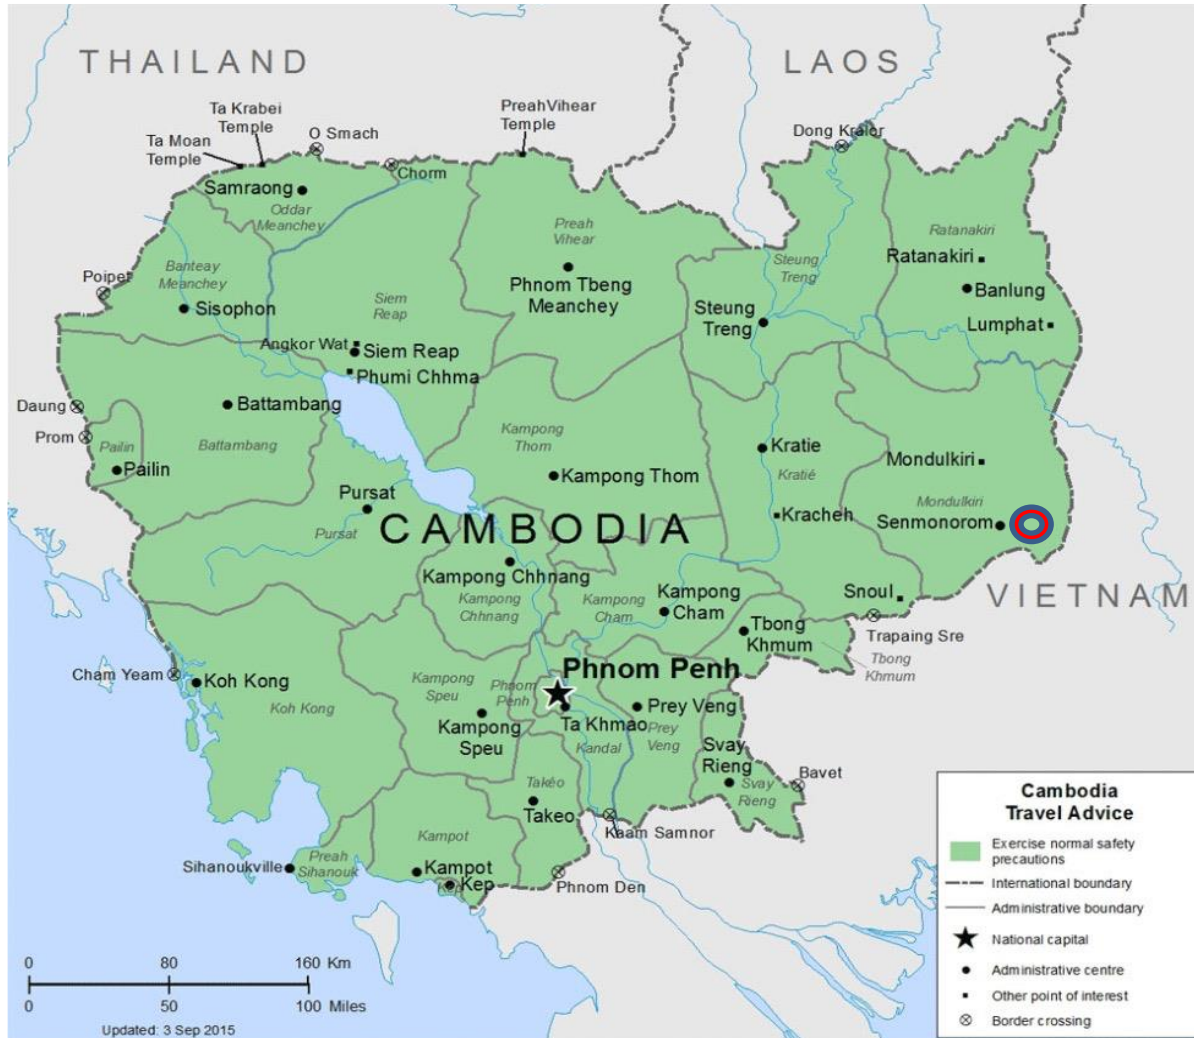 THAILAND
LAOS
Ta Krabei
Temple
PreahVihear
Temple
O Smach
Ta Moan
Temple
Dong Kralor
Chorm
Samraong
Oddar
Meanchey
Preah
Vihear
Ratanakiri
Ratanakiri
Banteay
Meanchey
Steung
Treng
Poipet
Phnom Tbeng
Meanchey
Banlung
Siem
Reap
Sisophon
Steung
Treng
Lumphat
Angkor Wat
Siem Reap
Phumi Chhma
Daung
Battambang
Prom
Pailin
Battambang
Kampong
Thom
Kratie
Mondulkiri
Pailin
Kampong Thom
Kratié
Pursat
Mondulkiri
Kracheh
Senmonorom
CAMBODIA
Pursat
Kampong Chhnang
Kampong
Chhnang
Kampong
Cham
Kampong
Cham
Snoul
VIETNAM
Tbong
Khmum
Trapaing Sre
Tbong
Khmum
Phnom Penh
Cham Yeam
Koh Kong
Koh Kong
Kampong
Speu
Phnom
Penh
Kampong
Speu
Ta Khmao
Prey Veng
Prey
Veng
Kandal
Svay
Rieng
Svay
Rieng
Bavet
Takéo
Takeo
Kaam Samnor
Kampot
Sihanoukville
Preah
Sihanouk
Kampot
Kep
Kep
Phnom Den
Cambodia
Travel Advice
Exercise normal safety
precautions
International boundary
Administrative boundary
National capital
Administrative centre
Other point of interest
Border crossing
0 80 160 Km
0 50 100 Miles
Updated: 3 Sep 2015